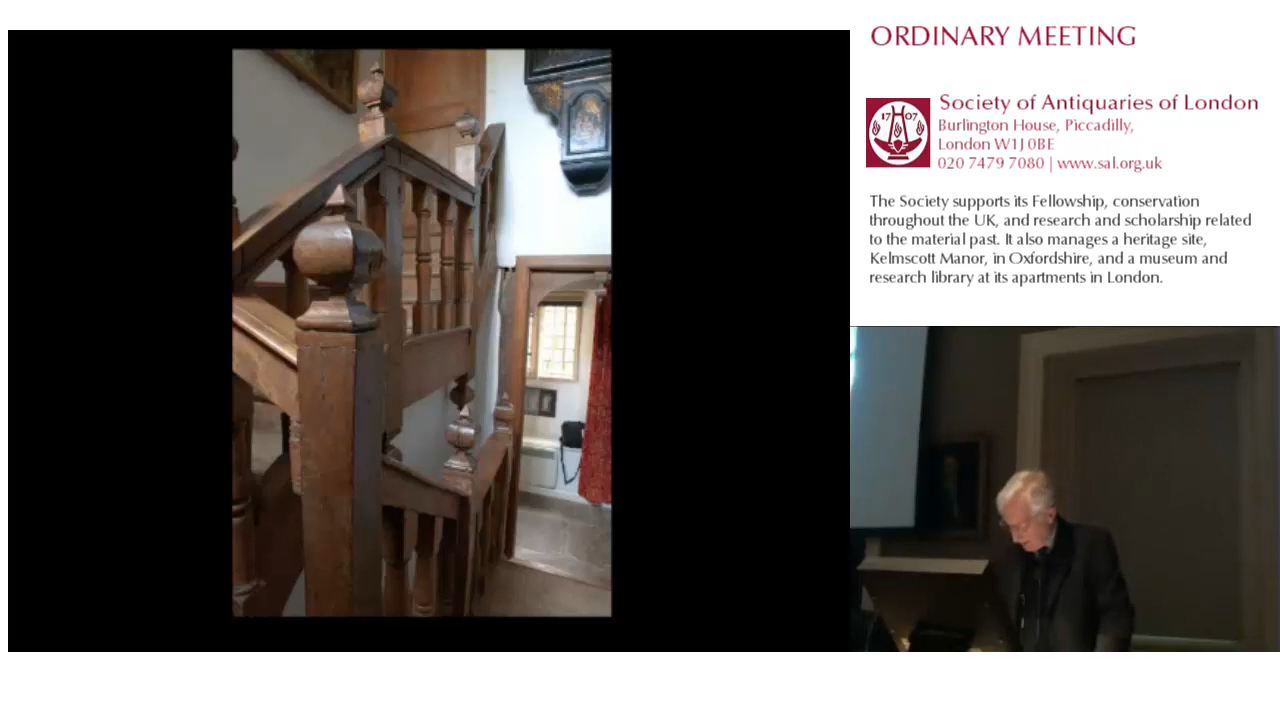 ORDINARY MEETING
1707
Society of Antiquaries of London
Burlington House, Piccadilly,
London W1J 0BE
020 7479 7080 | www.sal.org.uk
The Society supports its Fellowship, conservation
throughout the UK, and research and scholarship related
to the material past. It also manages a heritage site,
Kelmscott Manor, in Oxfordshire, and a museum and
research library at its apartments in London.